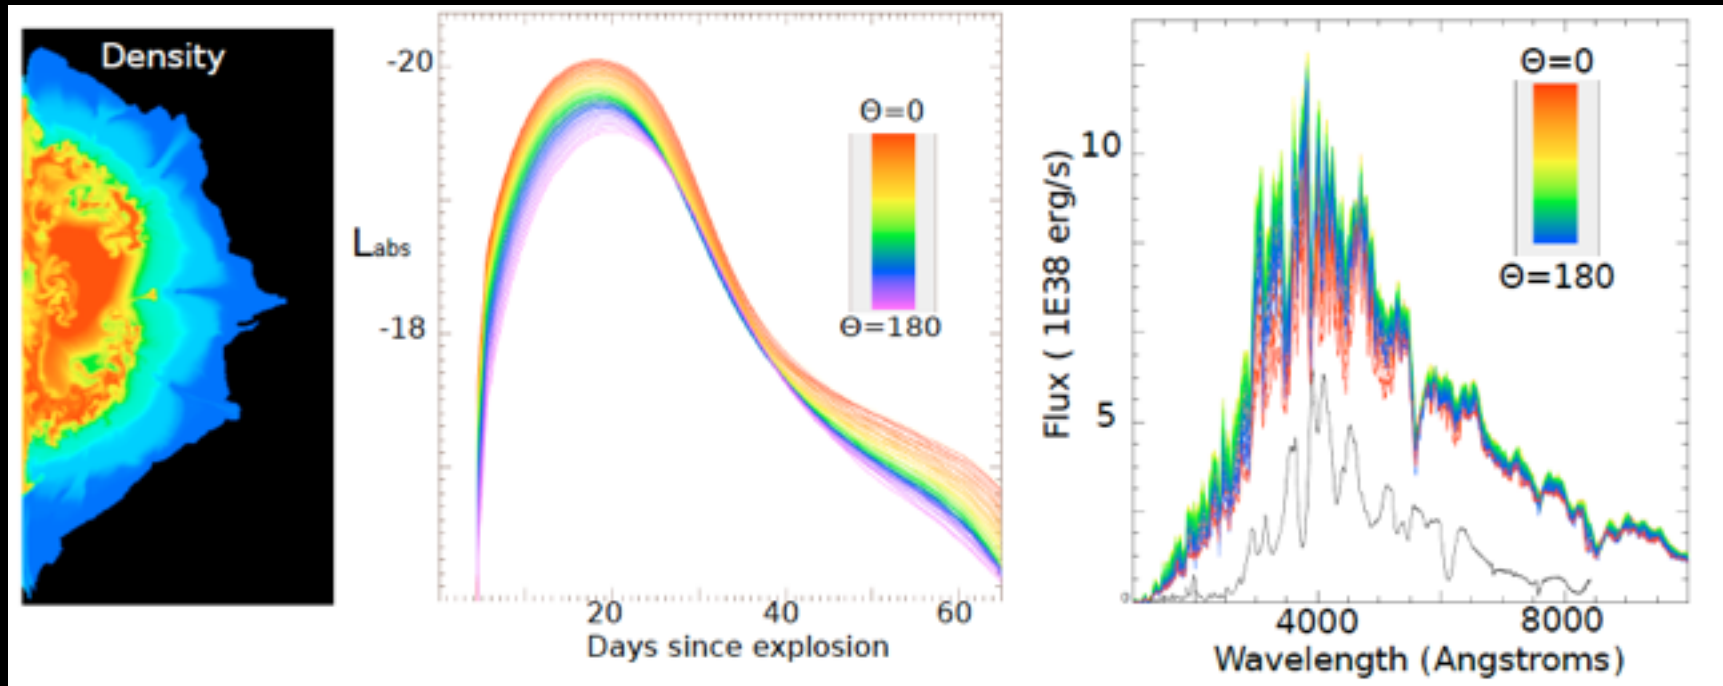 Density
-20
-18
Labs
Θ=0
Θ=180
20
40
60
Days since explosion
Flux ( 1E38 erg/s)
10
5
0
Θ=0
Θ=180
4000
8000
Wavelength (Angstroms)